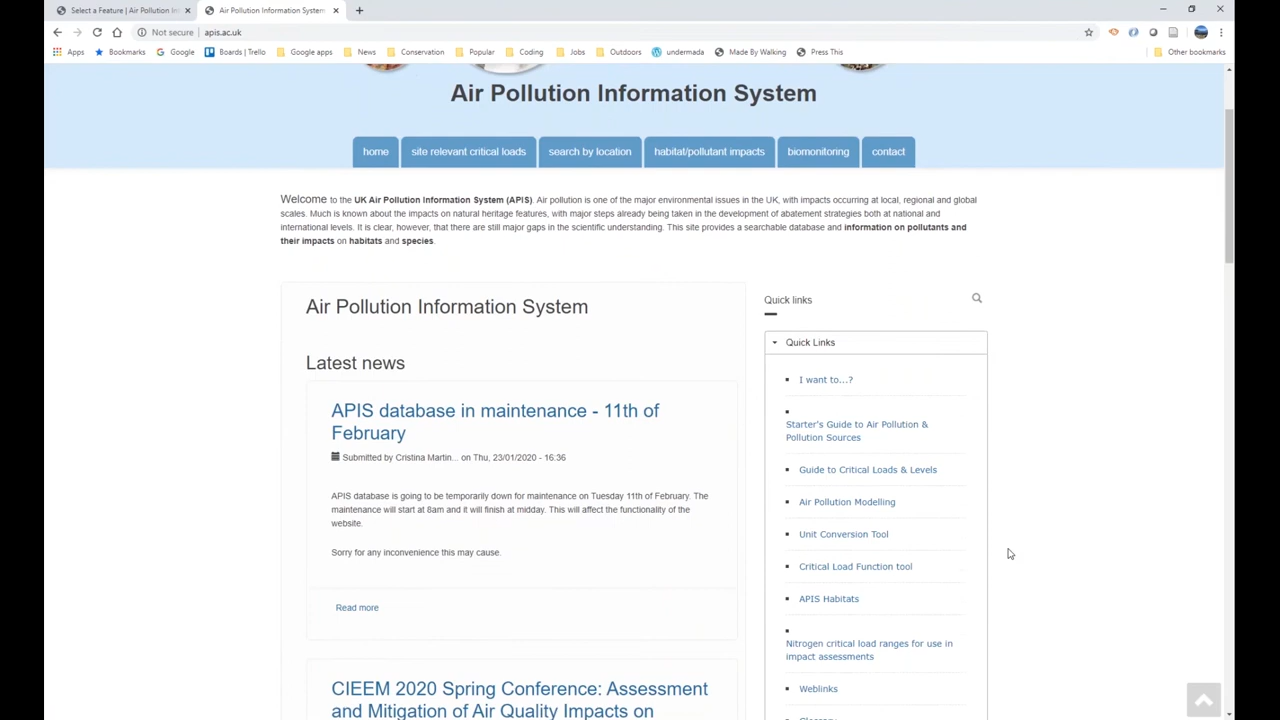 Select a Feature | Air Pollution In
Air Pollution Information System
Not secure
apis.ac.uk
Apps
Bookmarks
Google
Boards | Trello
Google apps
News
Conservation
Popular
Coding
Jobs
Outdoors
undermada
Made By Walking
Press This
Other bookmarks
Air Pollution Information System
home
site relevant critical loads
search by location
habitat/pollutant impacts
biomonitoring
contact
Welcome to the UK Air Pollution Information System (APIS). Air pollution is one of the major environmental issues in the UK, with impacts occurring at local, regional and global
scales. Much is known about the impacts on natural heritage features, with major steps already being taken in the development of abatement strategies both at national and
international levels. It is clear, however, that there are still major gaps in the scientific understanding. This site provides a searchable database and information on pollutants and
their impacts on habitats and species.
Air Pollution Information System
Latest news
APIS database in maintenance - 11th of
February
Submitted by Cristina Martin... on Thu, 23/01/2020 - 16:36
APIS database is going to be temporarily down for maintenance on Tuesday 11th of February. The
maintenance will start at 8am and it will finish at midday. This will affect the functionality of the
website.
Sorry for any inconvenience this may cause.
Read more
CIEEM 2020 Spring Conference: Assessment
and Mitigation of Air Quality Impacts on
Quick links
Quick Links
I want to...?
Starter's Guide to Air Pollution &
Pollution Sources
Guide to Critical Loads & Levels
Air Pollution Modelling
Unit Conversion Tool
Critical Load Function tool
APIS Habitats
Nitrogen critical load ranges for use in
impact assessments
Weblinks
Glossary